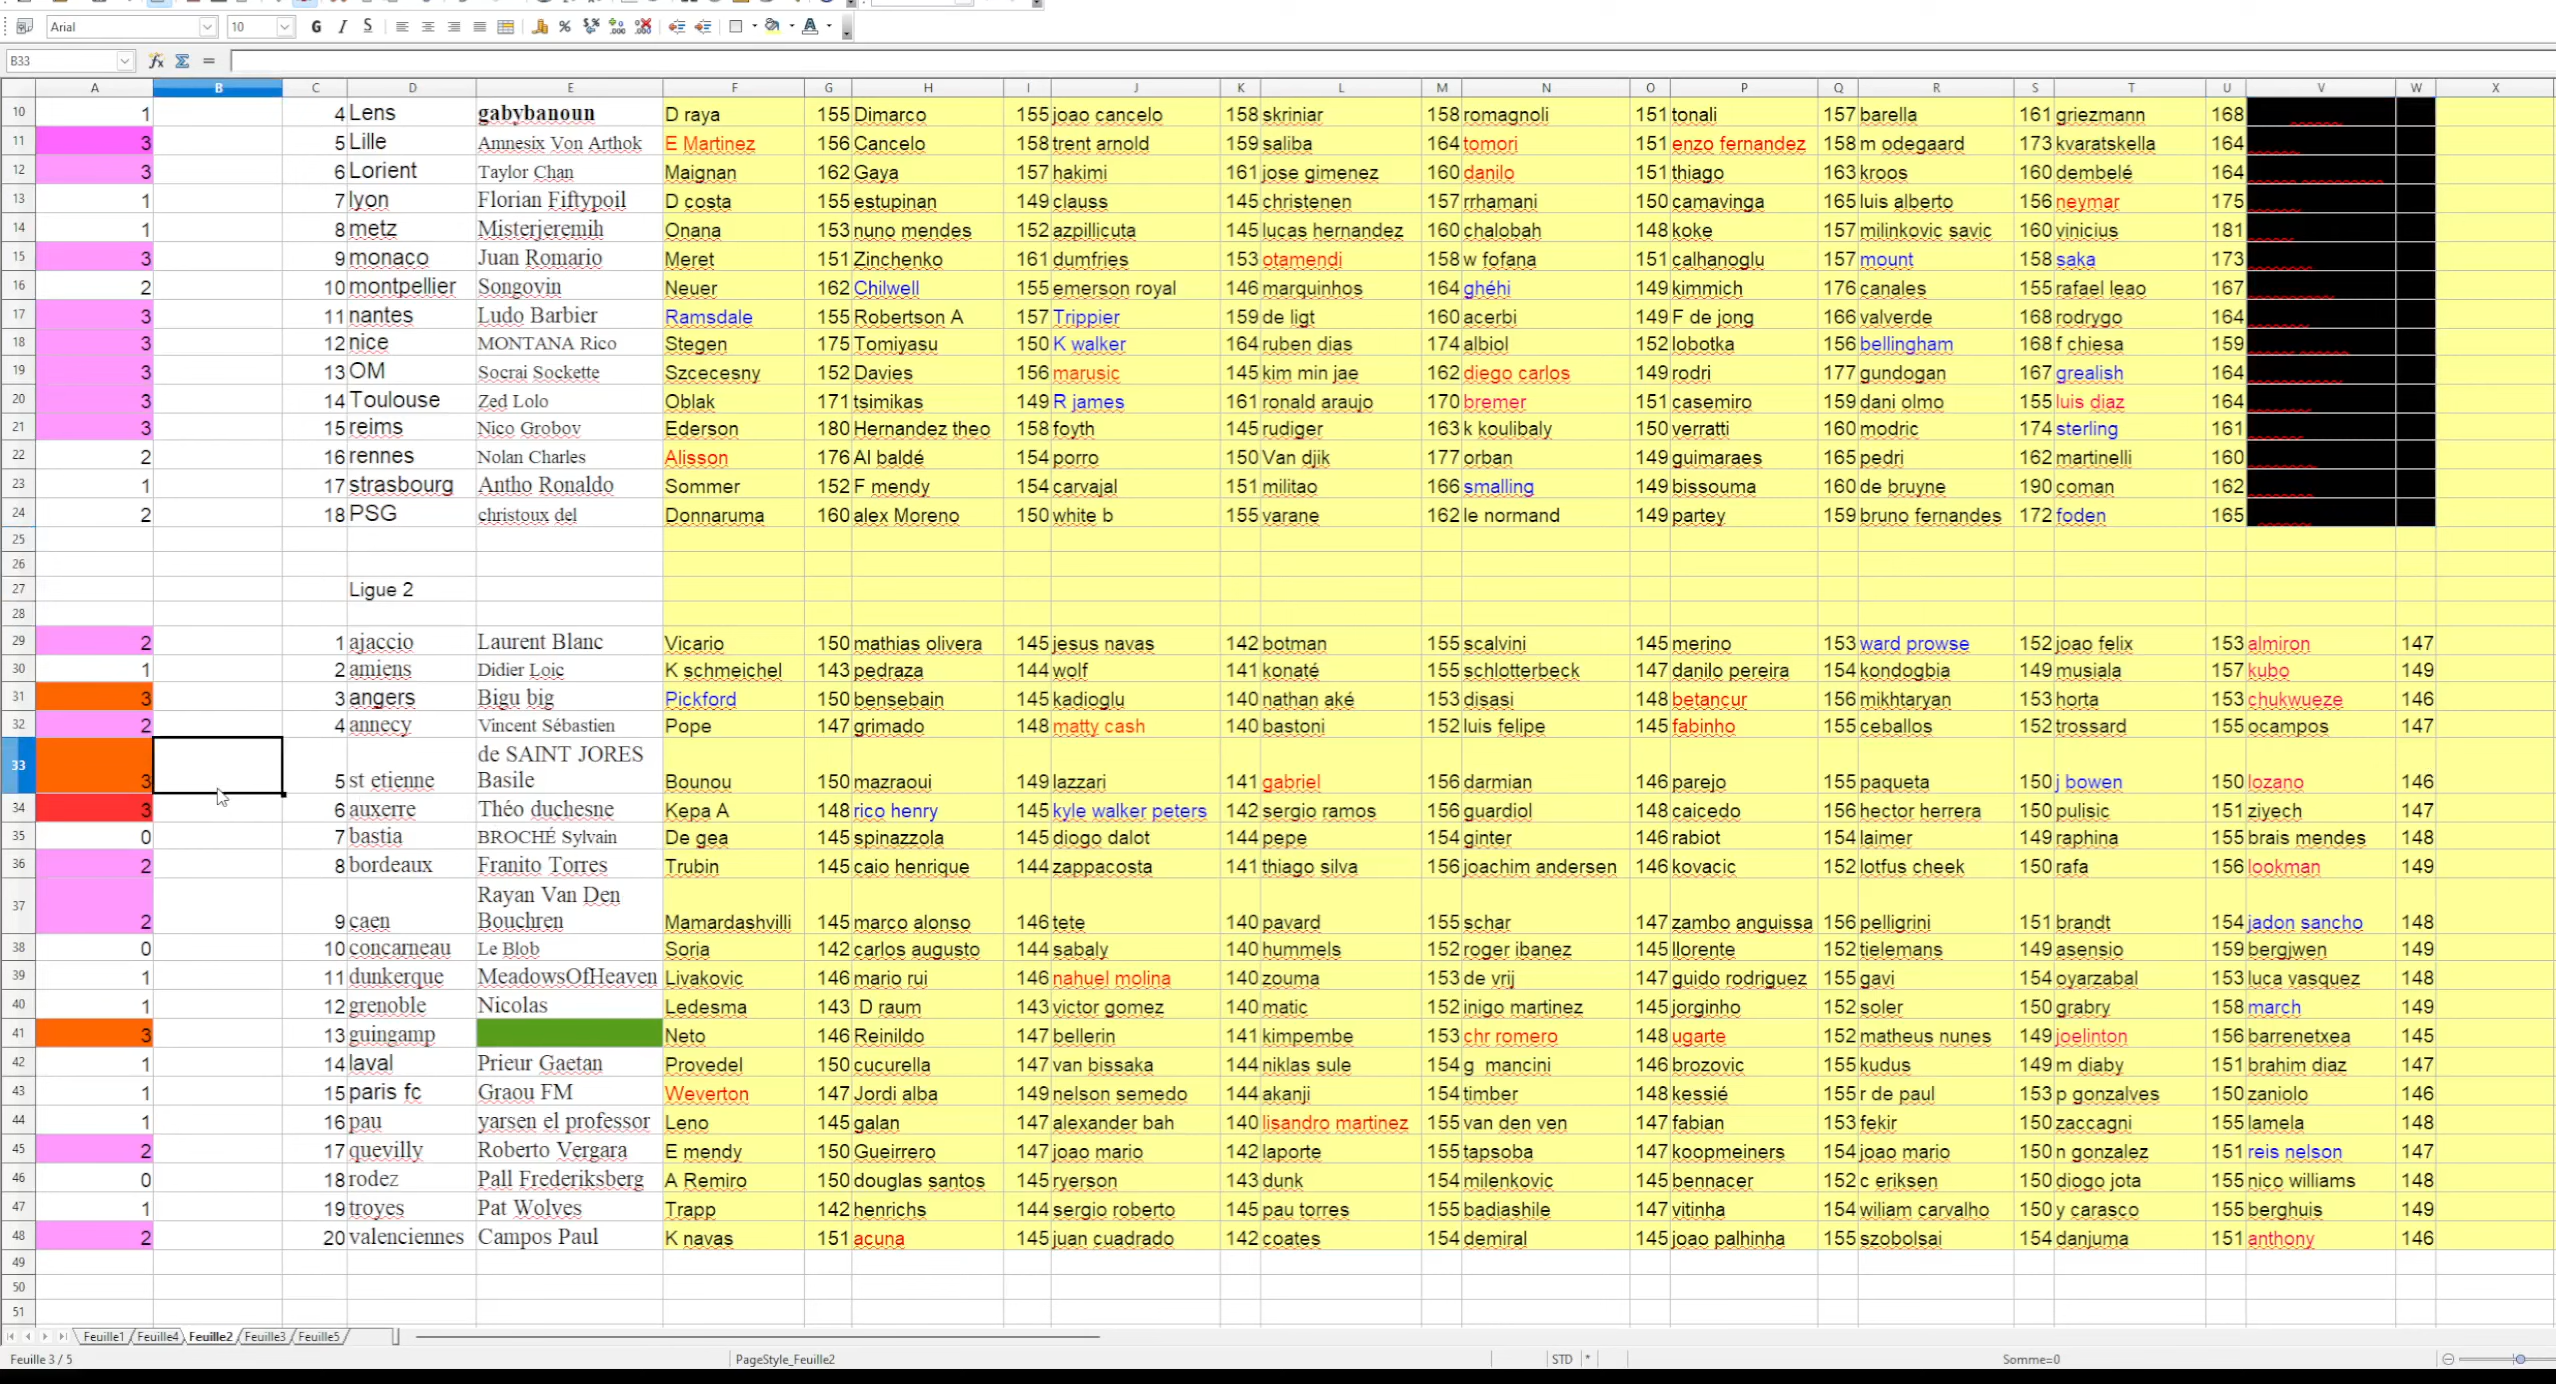 Arial 10 G I S
B33
A B C D E F G H I J K L M N O P Q R S T U V W X
10 1 4 Lens gabybanoun D raya 155 Dimarco 155 joao cancelo 158 skriniar 158 romagnoli 151 tonali 157 barella 161 griezmann 168
11 3 5 Lille Amnesix Von Arthok E Martinez 156 Cancelo 158 trent arnold 159 saliba 164 tomori 151 enzo fernandez 158 m odegaard 173 kvaratskella 164
12 3 6 Lorient Taylor Chan Maignan 162 Gaya 157 hakimi 161 jose gimenez 160 danilo 151 thiago 163 kroos 160 dembelé 164
13 1 7 lyon Florian Fiftypoil D costa 155 estupinan 149 clauss 145 christenen 157 rrhamani 150 camavinga 165 luis alberto 156 neymar 175
14 1 8 metz Misterjeremih Onana 153 nuno mendes 152 azpillicuta 145 lucas hernandez 160 chalobah 148 koke 157 milinkovic savic 160 vinicius 181
15 3 9 monaco Juan Romario Meret 151 Zinchenko 161 dumfries 153 otamendi 158 w fofana 151 calhanoglu 157 mount 158 saka 173
16 2 10 montpellier Songovin Neuer 162 Chilwell 155 emerson royal 146 marquinhos 164 ghéhi 149 kimmich 176 canales 155 rafael leao 167
17 3 11 nantes Ludo Barbier Ramsdale 155 Robertson A 157 Trippier 159 de ligt 160 acerbi 149 F de jong 166 valverde 168 rodrygo 164
18 3 12 nice MONTANA Rico Stegen 175 Tomiyasu 150 K walker 164 ruben dias 174 albiol 152 lobotka 156 bellingham 168 f chiesa 159
19 3 13 OM Socrai Sockette Szcecesny 152 Davies 156 marusic 145 kim min jae 162 diego carlos 149 rodri 177 gundogan 167 grealish 164
20 3 14 Toulouse Zed Lolo Oblak 171 tsimikas 149 R james 161 ronald araujo 170 bremer 151 casemiro 159 dani olmo 155 luis diaz 164
21 3 15 reims Nico Grobov Ederson 180 Hernandez theo 158 foyth 145 rudiger 163 k koulibaly 150 verratti 160 modric 174 sterling 161
22 2 16 rennes Nolan Charles Alisson 176 Al baldé 154 porro 150 Van djik 177 orban 149 guimaraes 165 pedri 162 martinelli 160
23 1 17 strasbourg Antho Ronaldo Sommer 152 F mendy 154 carvajal 151 militao 166 smalling 149 bissouma 160 de bruyne 190 coman 162
24 2 18 PSG christoux del Donnaruma 160 alex Moreno 150 white b 155 varane 162 le normand 149 partey 159 bruno fernandes 172 foden 165
25
26
27 Ligue 2
28
29 2 1 ajaccio Laurent Blanc Vicario 150 mathias olivera 145 jesus navas 142 botman 155 scalvini 145 merino 153 ward prowse 152 joao felix 153 almiron 147
30 1 2 amiens Didier Loic K schmeichel 143 pedraza 144 wolf 141 konaté 155 schlotterbeck 147 danilo pereira 154 kondogbia 149 musiala 157 kubo 149
31 3 3 angers Bigu big Pickford 150 bensebain 145 kadioglu 140 nathan aké 153 disasi 148 betancur 156 mikhtaryan 153 horta 153 chukwueze 146
32 2 4 annecy Vincent Sébastien Pope 147 grimado 148 matty cash 140 bastoni 152 luis felipe 145 fabinho 155 ceballos 152 trossard 155 ocampos 147
de SAINT JORES
33 3 5 st etienne Basile Bounou 150 mazraoui 149 lazzari 141 gabriel 156 darmian 146 parejo 155 paqueta 150 j bowen 150 lozano 146
34 3 6 auxerre Théo duchesne Kepa A 148 rico henry 145 kyle walker peters 142 sergio ramos 156 guardiol 148 caicedo 156 hector herrera 150 pulisic 151 ziyech 147
35 0 7 bastia BROCHÉ Sylvain De gea 145 spinazzola 145 diogo dalot 144 pepe 154 ginter 146 rabiot 154 laimer 149 raphina 155 brais mendes 148
36 2 8 bordeaux Franito Torres Trubin 145 caio henrique 144 zappacosta 141 thiago silva 156 joachim andersen 146 kovacic 152 lotfus cheek 150 rafa 156 lookman 149
Rayan Van Den
37 2 9 caen Bouchren Mamardashvilli 145 marco alonso 146 tete 140 pavard 155 schar 147 zambo anguissa 156 pelligrini 151 brandt 154 jadon sancho 148
38 0 10 concarneau Le Blob Soria 142 carlos augusto 144 sabaly 140 hummels 152 roger ibanez 145 llorente 152 tielemans 149 asensio 159 bergjwen 149
39 1 11 dunkerque MeadowsOfHeaven Livakovic 146 mario rui 146 nahuel molina 140 zouma 153 de vrij 147 guido rodriguez 155 gavi 154 oyarzabal 153 luca vasquez 148
40 1 12 grenoble Nicolas Ledesma 143 D raum 143 victor gomez 140 matic 152 inigo martinez 145 jorginho 152 soler 150 grabry 158 march 149
41 3 13 guingamp Neto 146 Reinildo 147 bellerin 141 kimpembe 153 chr romero 148 ugarte 152 matheus nunes 149 joelinton 156 barrenetxea 145
42 1 14 laval Prieur Gaetan Provedel 150 cucurella 147 van bissaka 144 niklas sule 154 g mancini 146 brozovic 155 kudus 149 m diaby 151 brahim diaz 147
43 1 15 paris fc Graou FM Weverton 147 Jordi alba 149 nelson semedo 144 akanji 154 timber 148 kessié 155 r de paul 153 p gonzalves 150 zaniolo 146
44 1 16 pau yarsen el professor Leno 145 galan 147 alexander bah 140 lisandro martinez 155 van den ven 147 fabian 153 fekir 150 zaccagni 155 lamela 148
45 2 17 quevilly Roberto Vergara E mendy 150 Gueirrero 147 joao mario 142 laporte 155 tapsoba 147 koopmeiners 154 joao mario 150 n gonzalez 151 reis nelson 147
46 0 18 rodez Pall Frederiksberg A Remiro 150 douglas santos 145 ryerson 143 dunk 154 milenkovic 145 bennacer 152 c eriksen 150 diogo jota 155 nico williams 148
47 1 19 troyes Pat Wolves Trapp 142 henrichs 144 sergio roberto 145 pau torres 155 badiashile 147 vitinha 154 wiliam carvalho 150 y carasco 155 berghuis 149
48 2 20 valenciennes Campos Paul K navas 151 acuna 145 juan cuadrado 142 coates 154 demiral 145 joao palhinha 155 szobolsai 154 danjuma 151 anthony 146
49
50
51
Feuille1 Feuille4 Feuille2 Feuille3 Feuille5
Feuille 3 / 5 PageStyle_Feuille2 STD * Somme=0